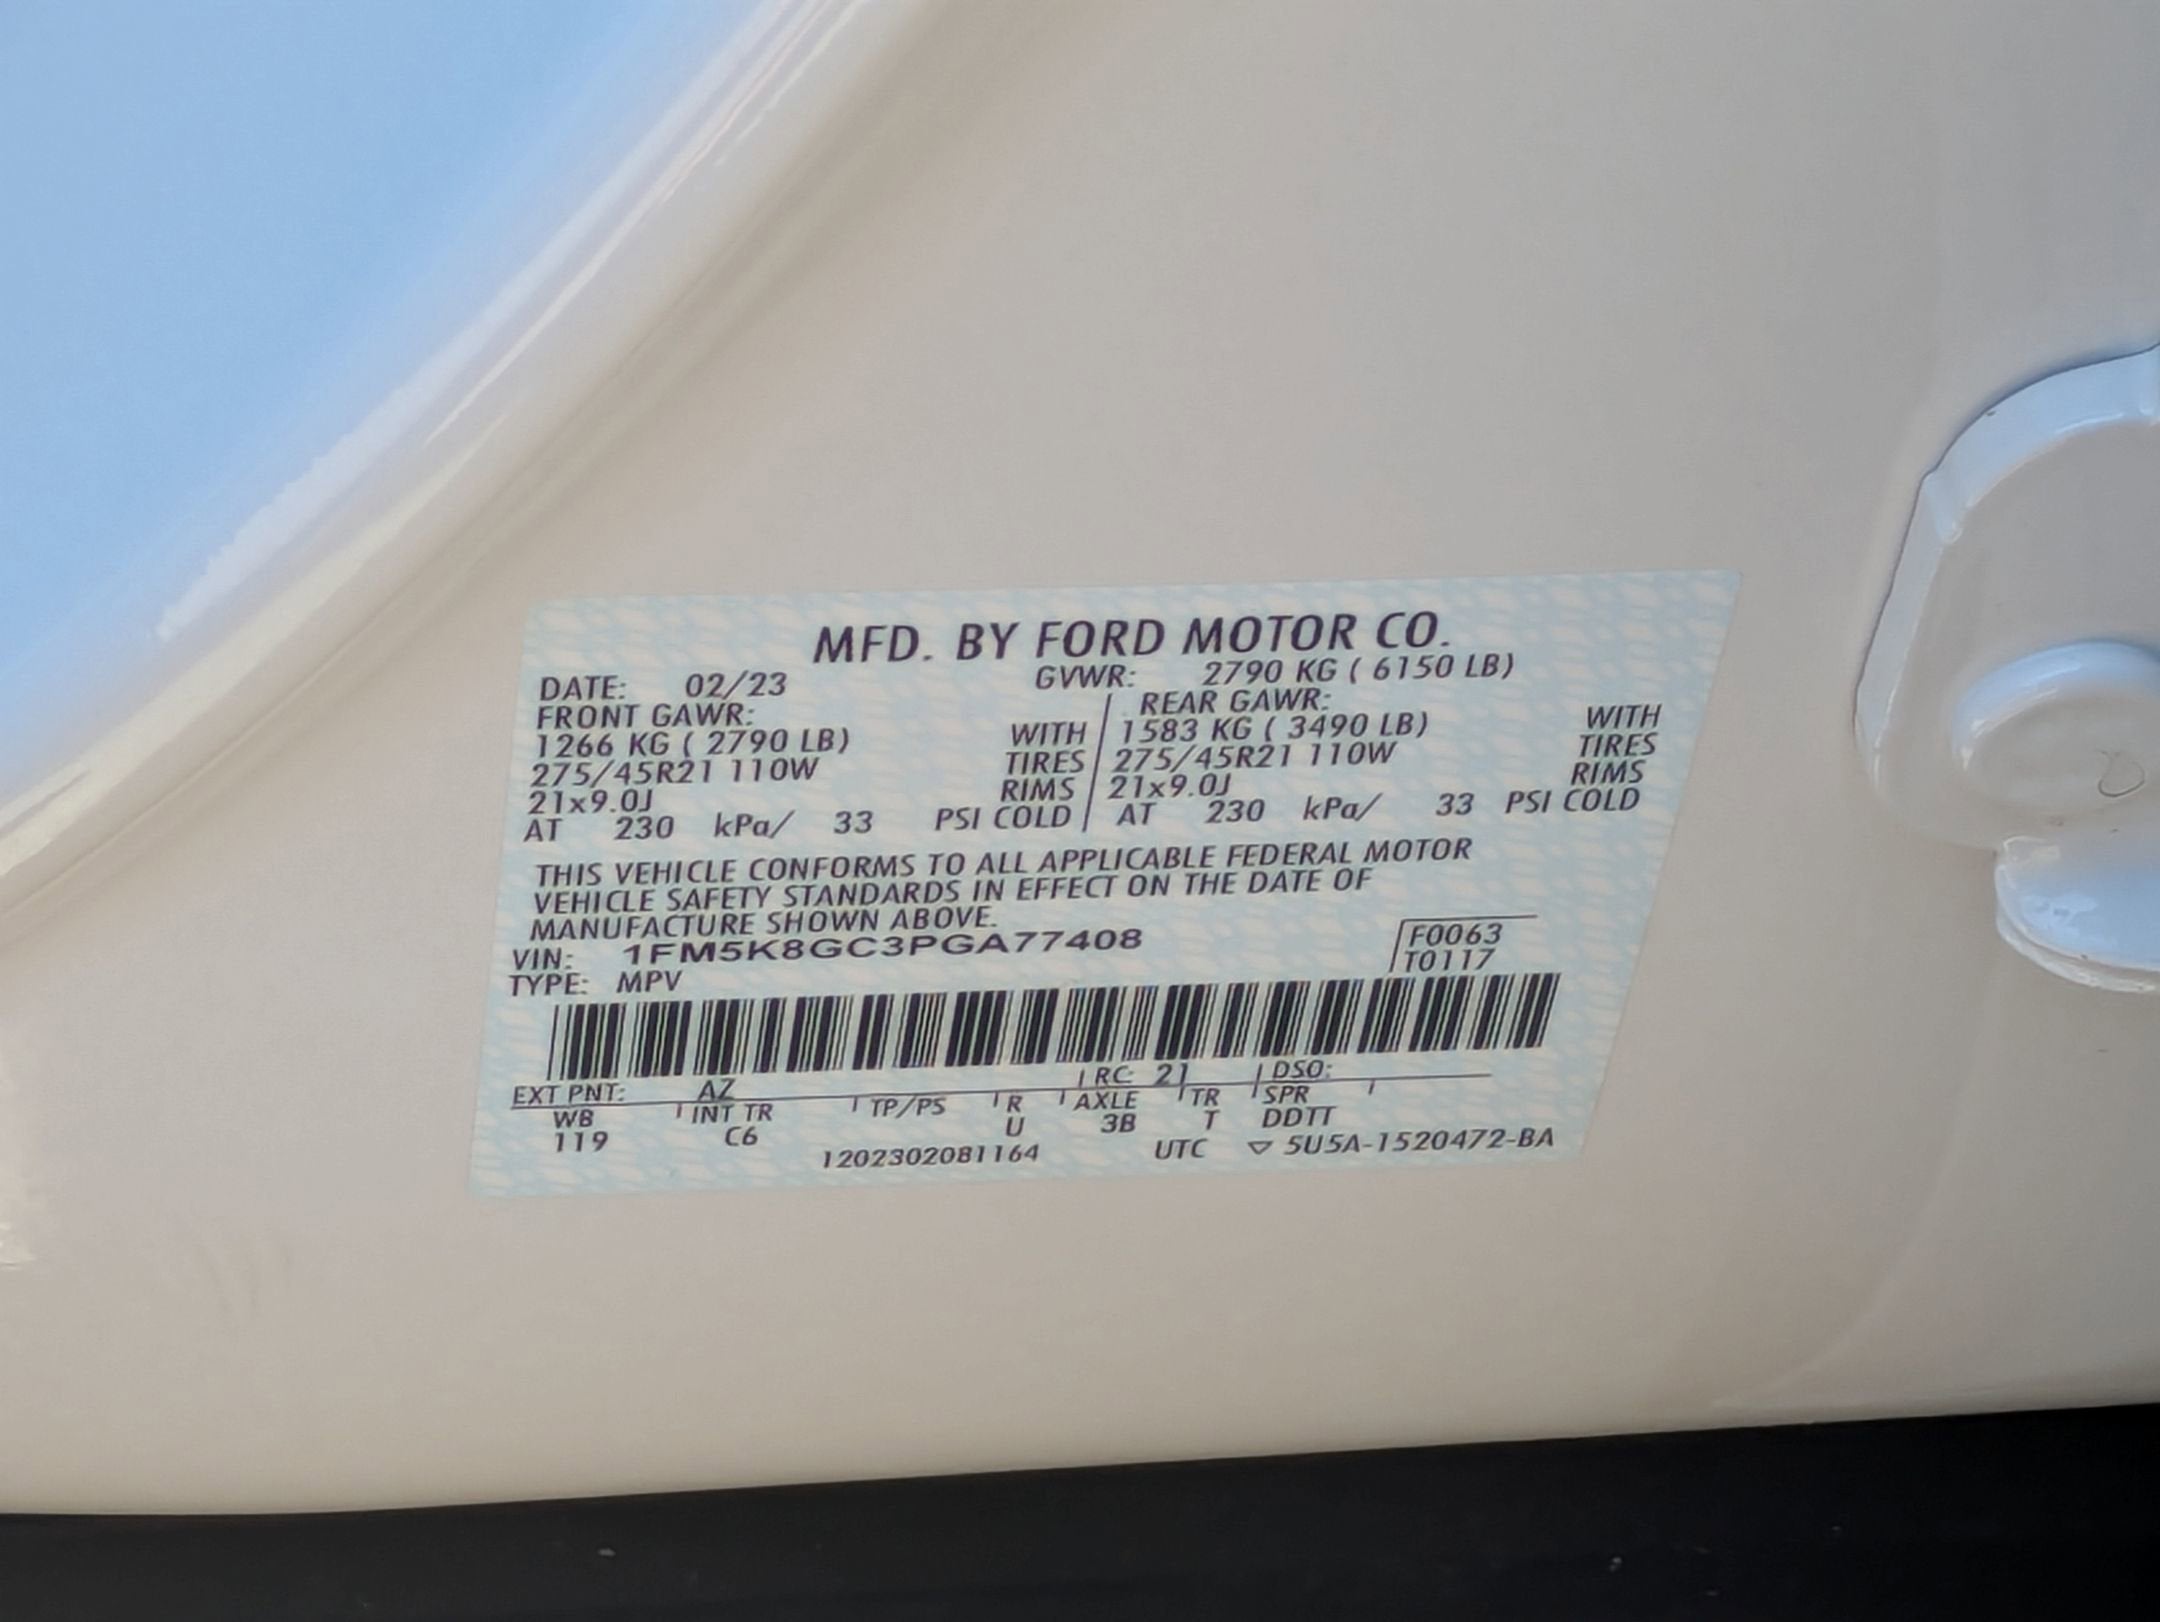 MFD. BY FORD MOTOR CO.
DATE: 02/23 GVWR: 2790 KG ( 6150 LB)
FRONT GAWR: REAR GAWR:
1266 KG ( 2790 LB) WITH 1583 KG ( 3490 LB) WITH
275/45R21 110W TIRES 275/45R21 110W TIRES
21x9.0J RIMS 21x9.0J RIMS
AT 230 kPa/ 33 PSI COLD AT 230 kPa/ 33 PSI COLD
THIS VEHICLE CONFORMS TO ALL APPLICABLE FEDERAL MOTOR
VEHICLE SAFETY STANDARDS IN EFFECT ON THE DATE OF
MANUFACTURE SHOWN ABOVE.
VIN: 1FM5K8GC3PGA77408 F0063
TYPE: MPV T0117
EXT PNT: AZ RC: 21 DSO:
WB INT TR TP/PS R AXLE TR SPR
119 C6 U 3B T DDTT
1202302081164 UTC ▽ 5U5A-1520472-BA